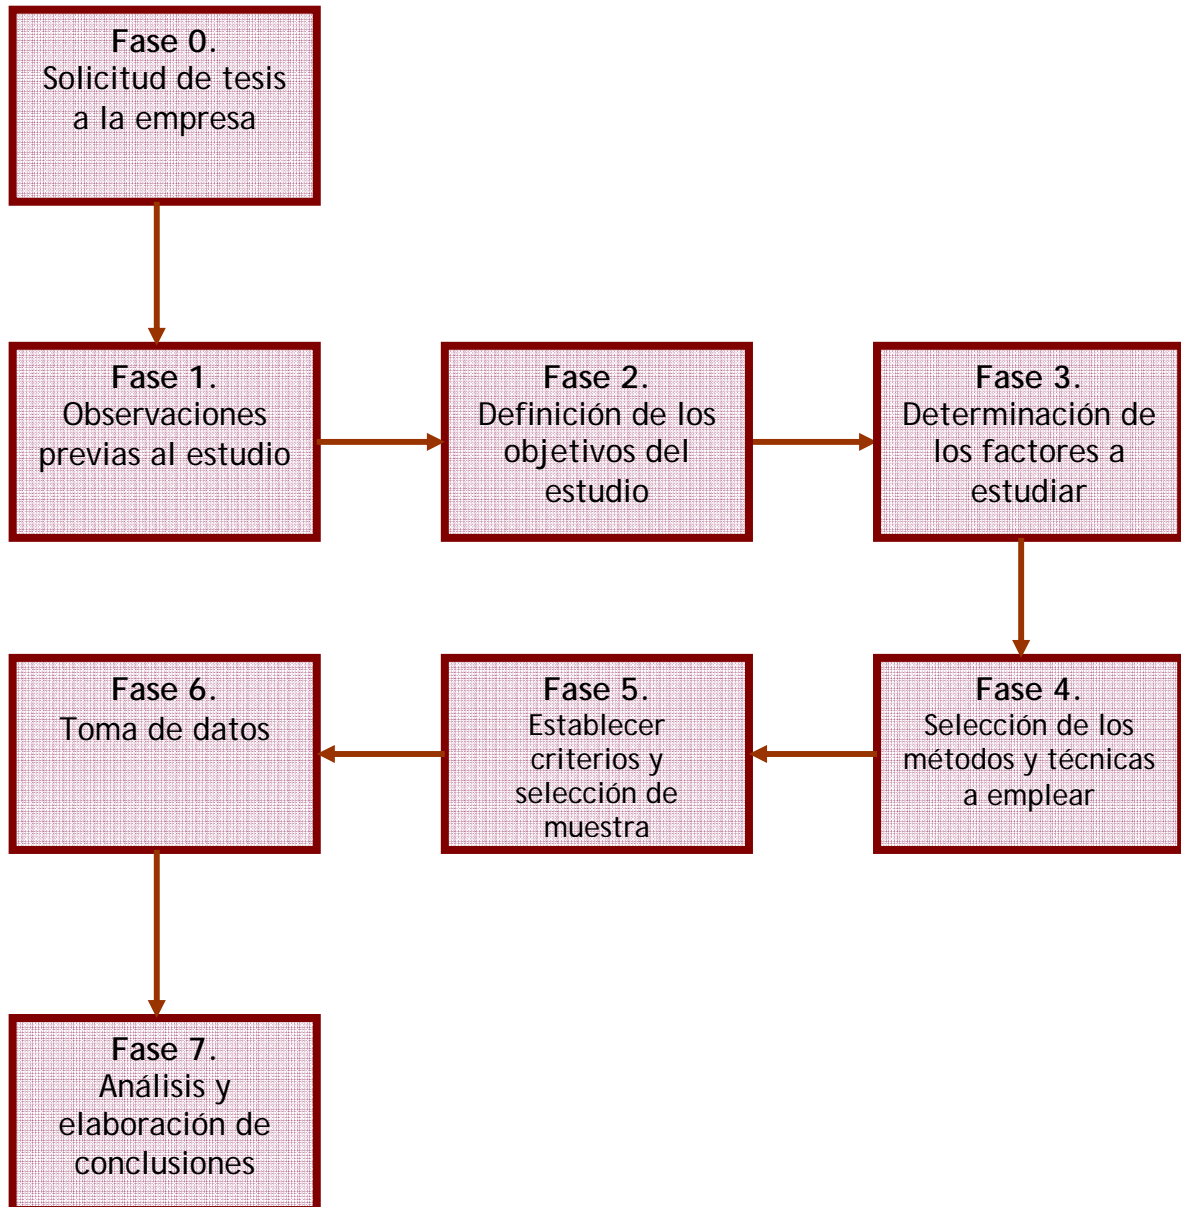 Fase 0.
Solicitud de tesis
a la empresa
Fase 1.
Observaciones
previas al estudio
Fase 2.
Definición de los
objetivos del
estudio
Fase 3.
Determinación de
los factores a
estudiar
Fase 4.
Selección de los
métodos y técnicas
a emplear
Fase 5.
Establecer
criterios y
selección de
muestra
Fase 6.
Toma de datos
Fase 7.
Análisis y
elaboración de
conclusiones